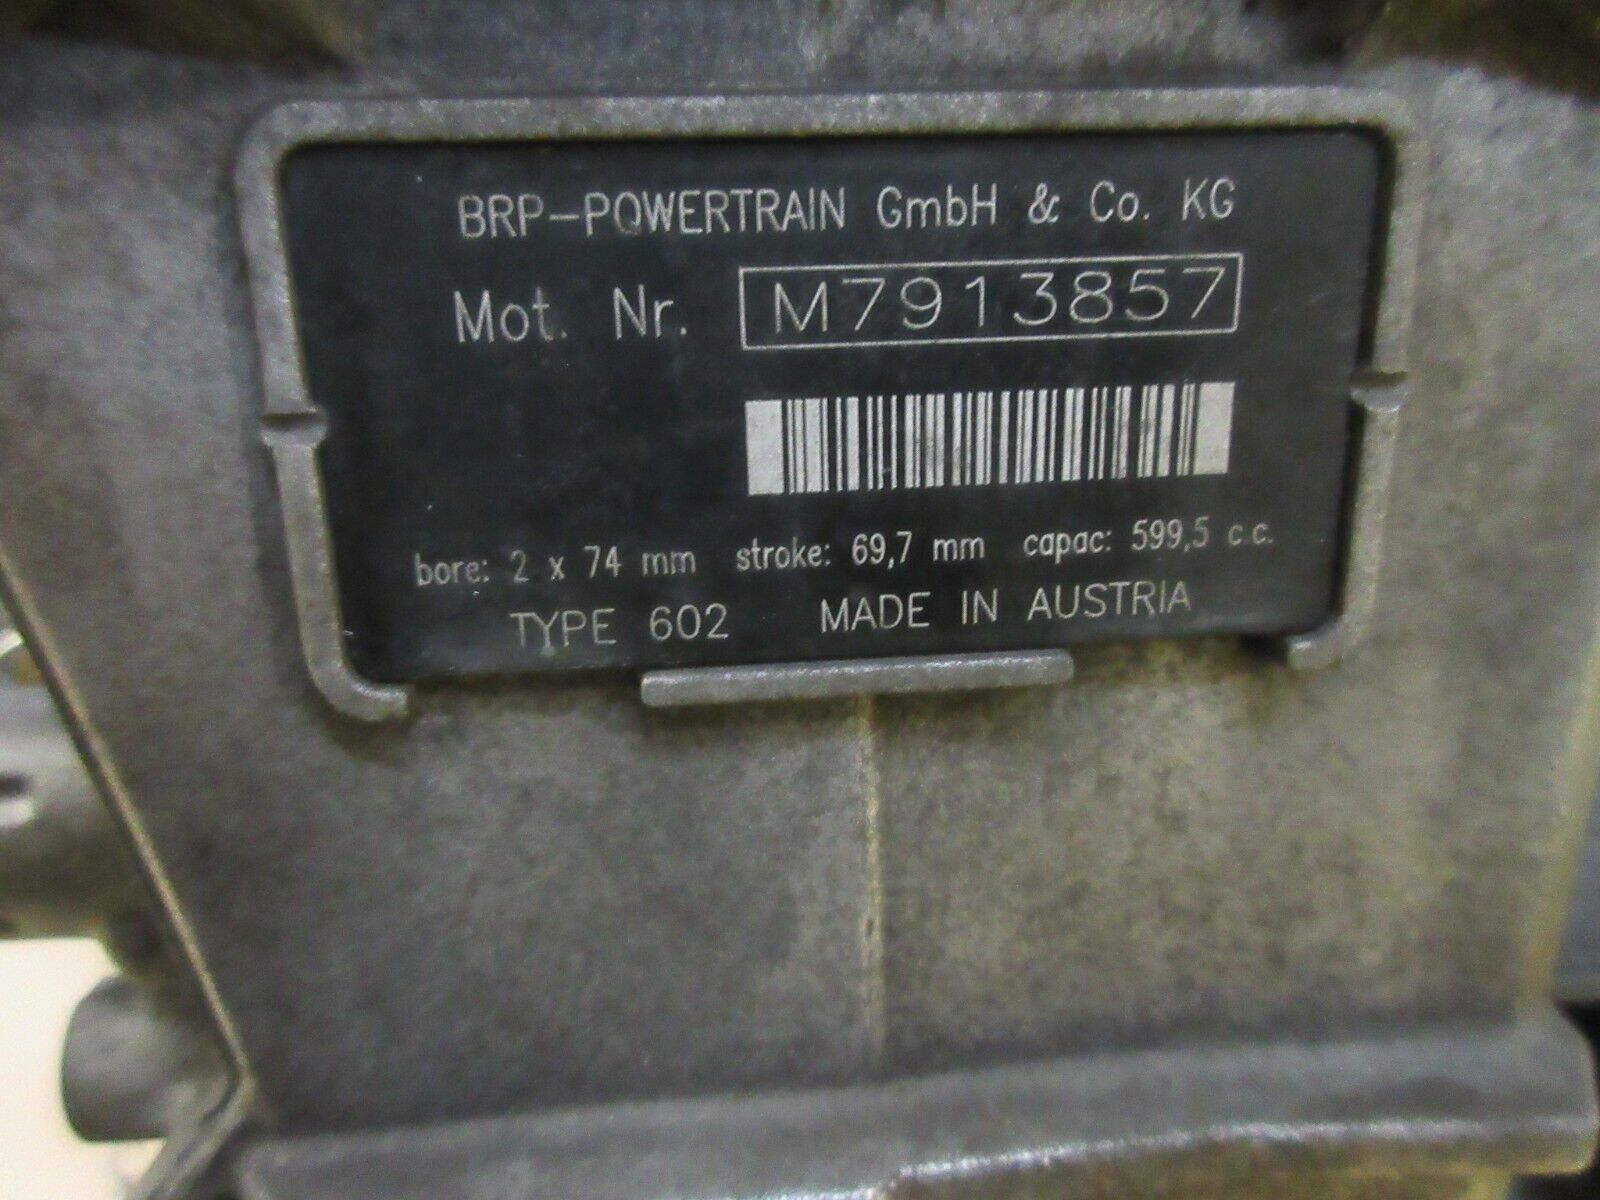 BRP-POWERTRAIN GmbH & Co. KG
Mot. Nr. M7913857
bore: 2 x 74 mm stroke: 69,7 mm capac: 599,5 c.c.
TYPE 602 MADE IN AUSTRIA